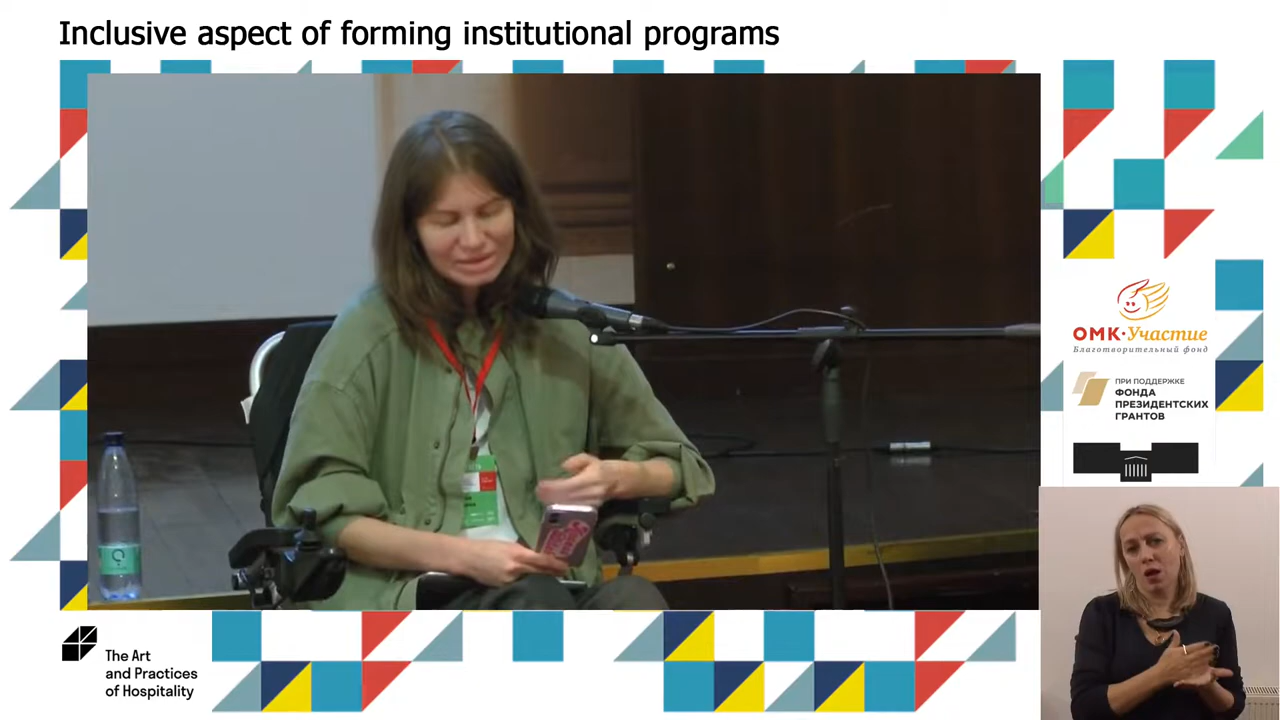 Inclusive aspect of forming institutional programs
ОМК•Участие
Благотворительный фонд
ПРИ ПОДДЕРЖКЕ
ФОНДА
ПРЕЗИДЕНТСКИХ
ГРАНТОВ
The Art
and Practices
of Hospitality